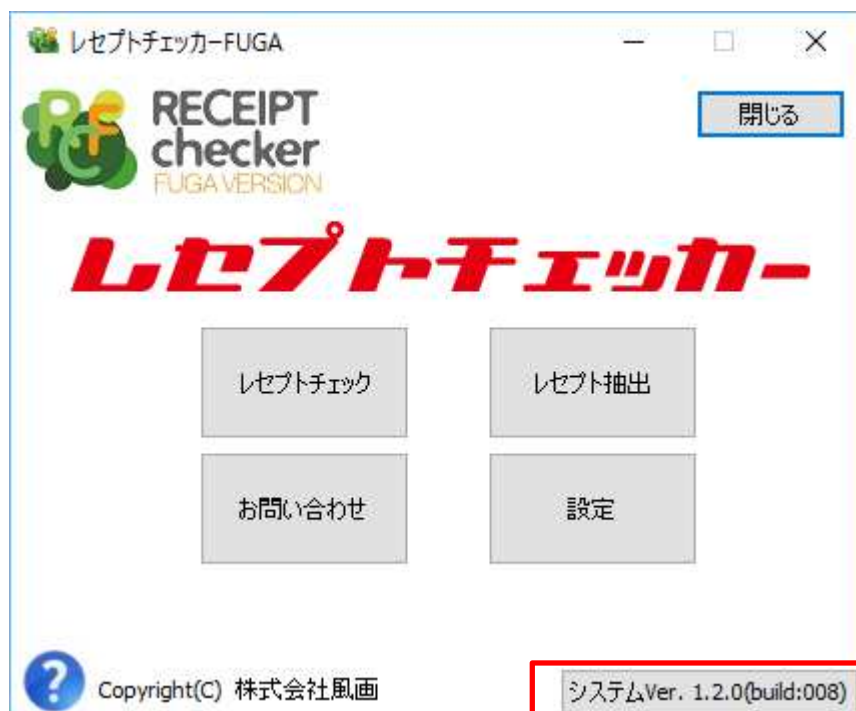 レセプトチェッカーFUGA
RCF
RECEIPT
checker
FUGA VERSION
閉じる
レセプトチェッカー
レセプトチェック
レセプト抽出
お問い合わせ
設定
?
Copyright(C) 株式会社風画
システムVer. 1.2.0(build:008)